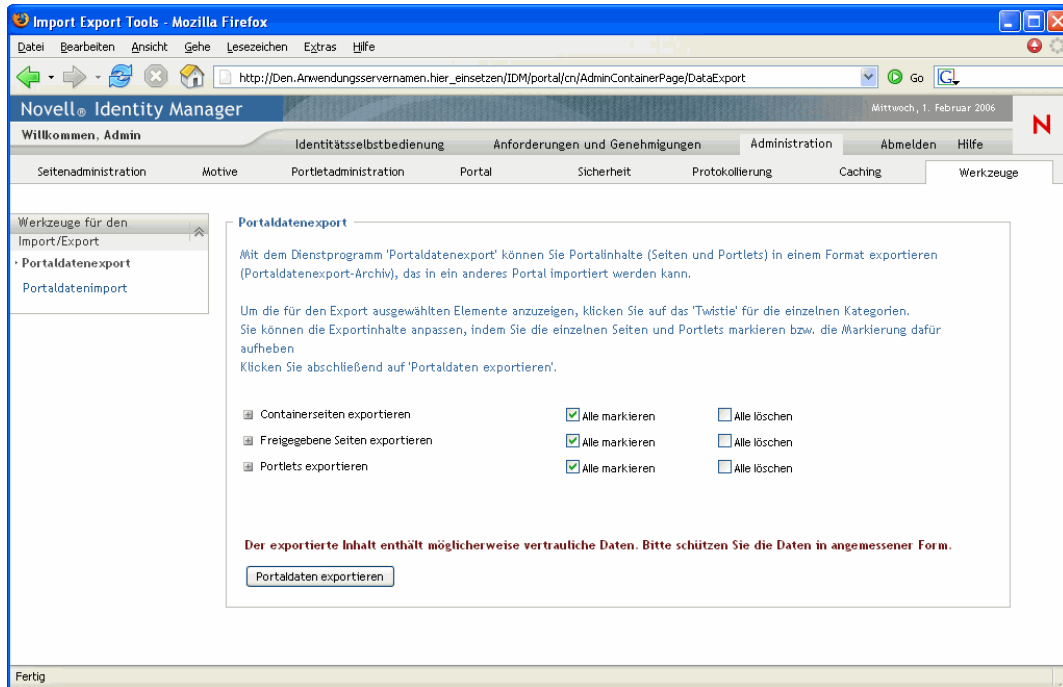 Import Export Tools - Mozilla Firefox
Datei Bearbeiten Ansicht Gehe Lesezeichen Extras Hilfe
http://Den.Anwendungsservernamen.hier_einsetzen/IDM/portal/cn/AdminContainerPage/DataExport
Go
G
Novell® Identity Manager
Mittwoch, 1. Februar 2006
N
Willkommen, Admin
Identitätsselbstbedienung Anforderungen und Genehmigungen Administration Abmelden Hilfe
Seitenadministration Motive Portletadministration Portal Sicherheit Protokollierung Caching Werkzeuge
Werkzeuge für den
Import/Export
Portaldatenexport
Portaldatenimport
Portaldatenexport
Mit dem Dienstprogramm 'Portaldatenexport' können Sie Portalinhalte (Seiten und Portlets) in einem Format exportieren
(Portaldatenexport-Archiv), das in ein anderes Portal importiert werden kann.
Um die für den Export ausgewählten Elemente anzuzeigen, klicken Sie auf das 'Twistie' für die einzelnen Kategorien.
Sie können die Exportinhalte anpassen, indem Sie die einzelnen Seiten und Portlets markieren bzw. die Markierung dafür
aufheben
Klicken Sie abschließend auf 'Portaldaten exportieren'.
Containerseiten exportieren Alle markieren Alle löschen
Freigegebene Seiten exportieren Alle markieren Alle löschen
Portlets exportieren Alle markieren Alle löschen
Der exportierte Inhalt enthält möglicherweise vertrauliche Daten. Bitte schützen Sie die Daten in angemessener Form.
Portaldaten exportieren
Fertig